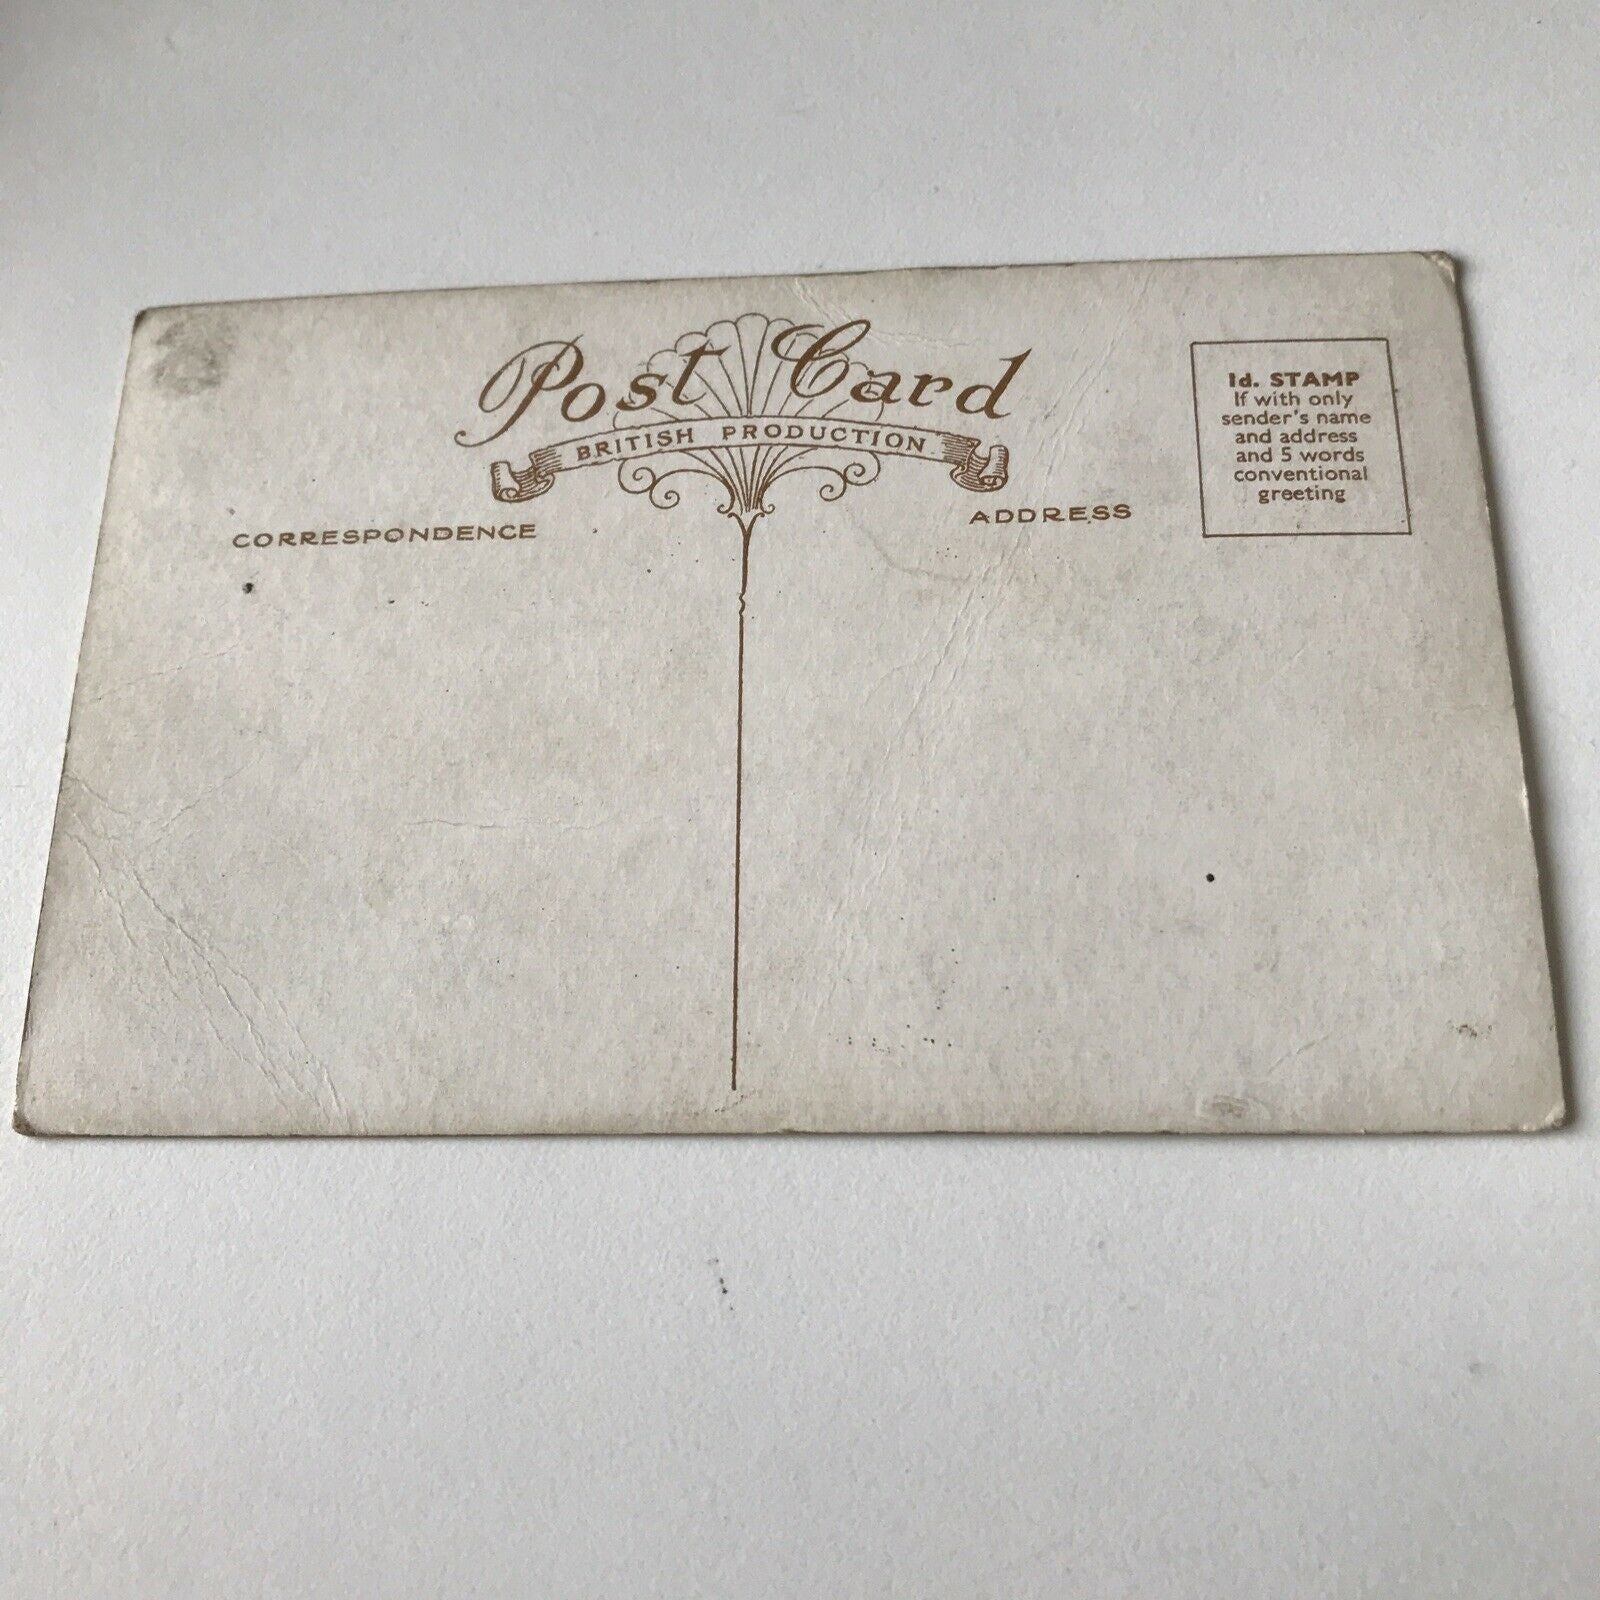 Post Card
BRITISH PRODUCTION
CORRESPONDENCE
ADDRESS
1d. STAMP
If with only
sender's name
and address
and 5 words
conventional
greeting